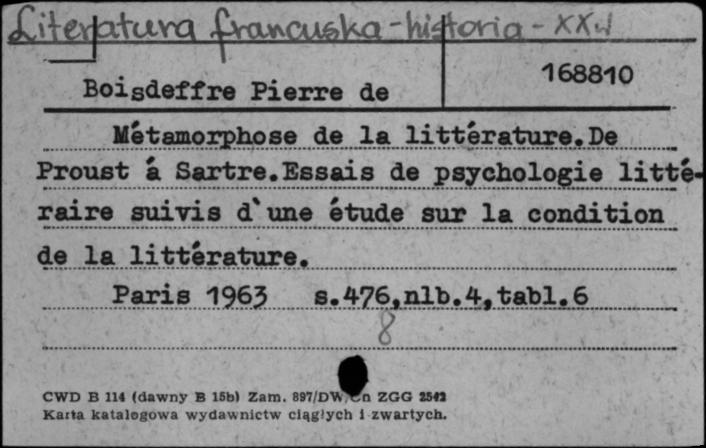 Literatura francuska - historia - XX w
168810
Boisdeffre Pierre de
Métamorphose de la littérature.De
Proust á Sartre.Essais de psychologie litté-
raire suivis d`une étude sur la condition
de la littérature.
Paris 1963 s.476,nlb.4,tabl.6
8
CWD B 114 (dawny B 15b) Zam. 897/DW/Cn ZGG 2542
Karta katalogowa wydawnictw ciągłych i zwartych.